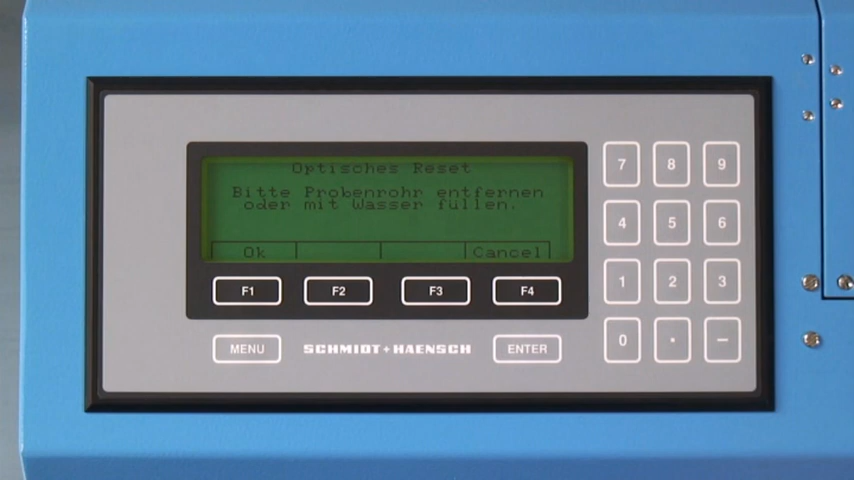 Optisches Reset
Bitte Probenrohr entfernen
oder mit Wasser füllen.
Ok Cancel
F1 F2 F3 F4
MENU SCHMIDT+HAENSCH ENTER
7 8 9
4 5 6
1 2 3
0 . −